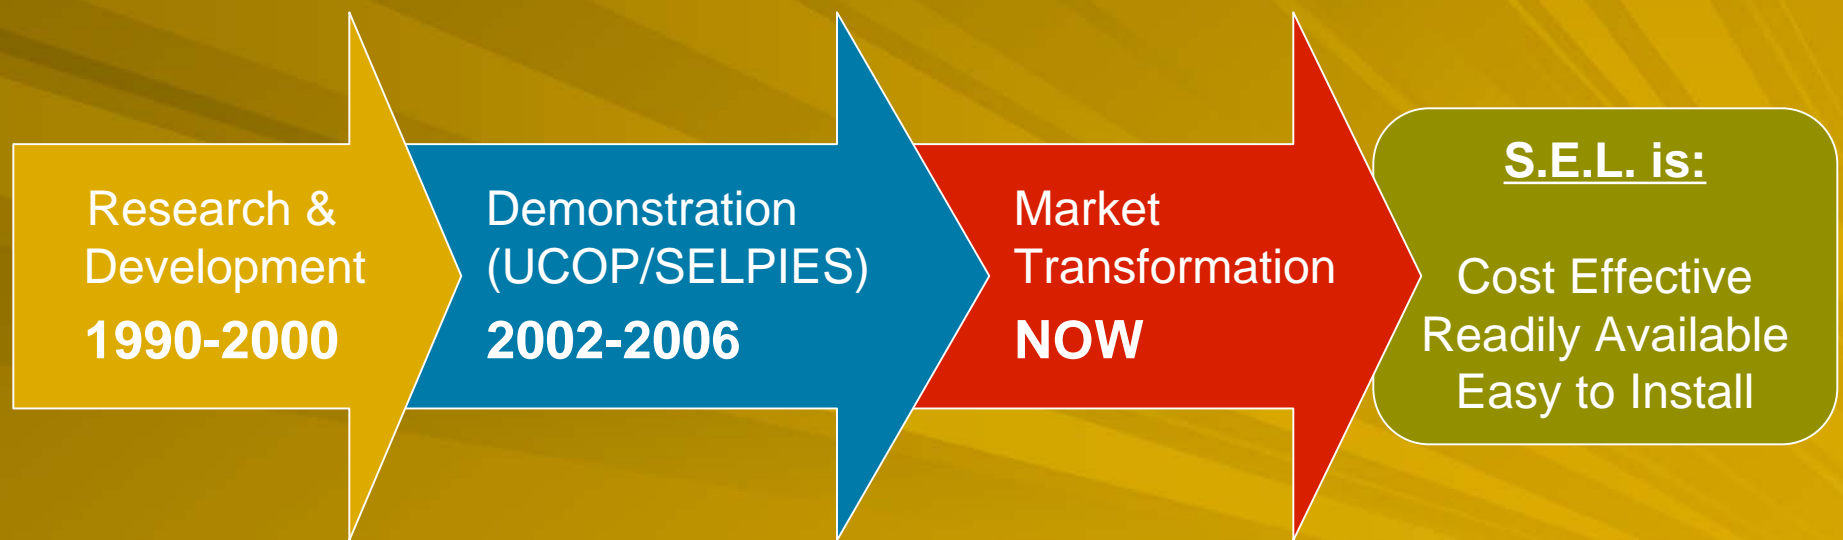 Research &
Development
1990-2000
Demonstration
(UCOP/SELPIES)
2002-2006
Market
Transformation
NOW
S.E.L. is:
Cost Effective
Readily Available
Easy to Install